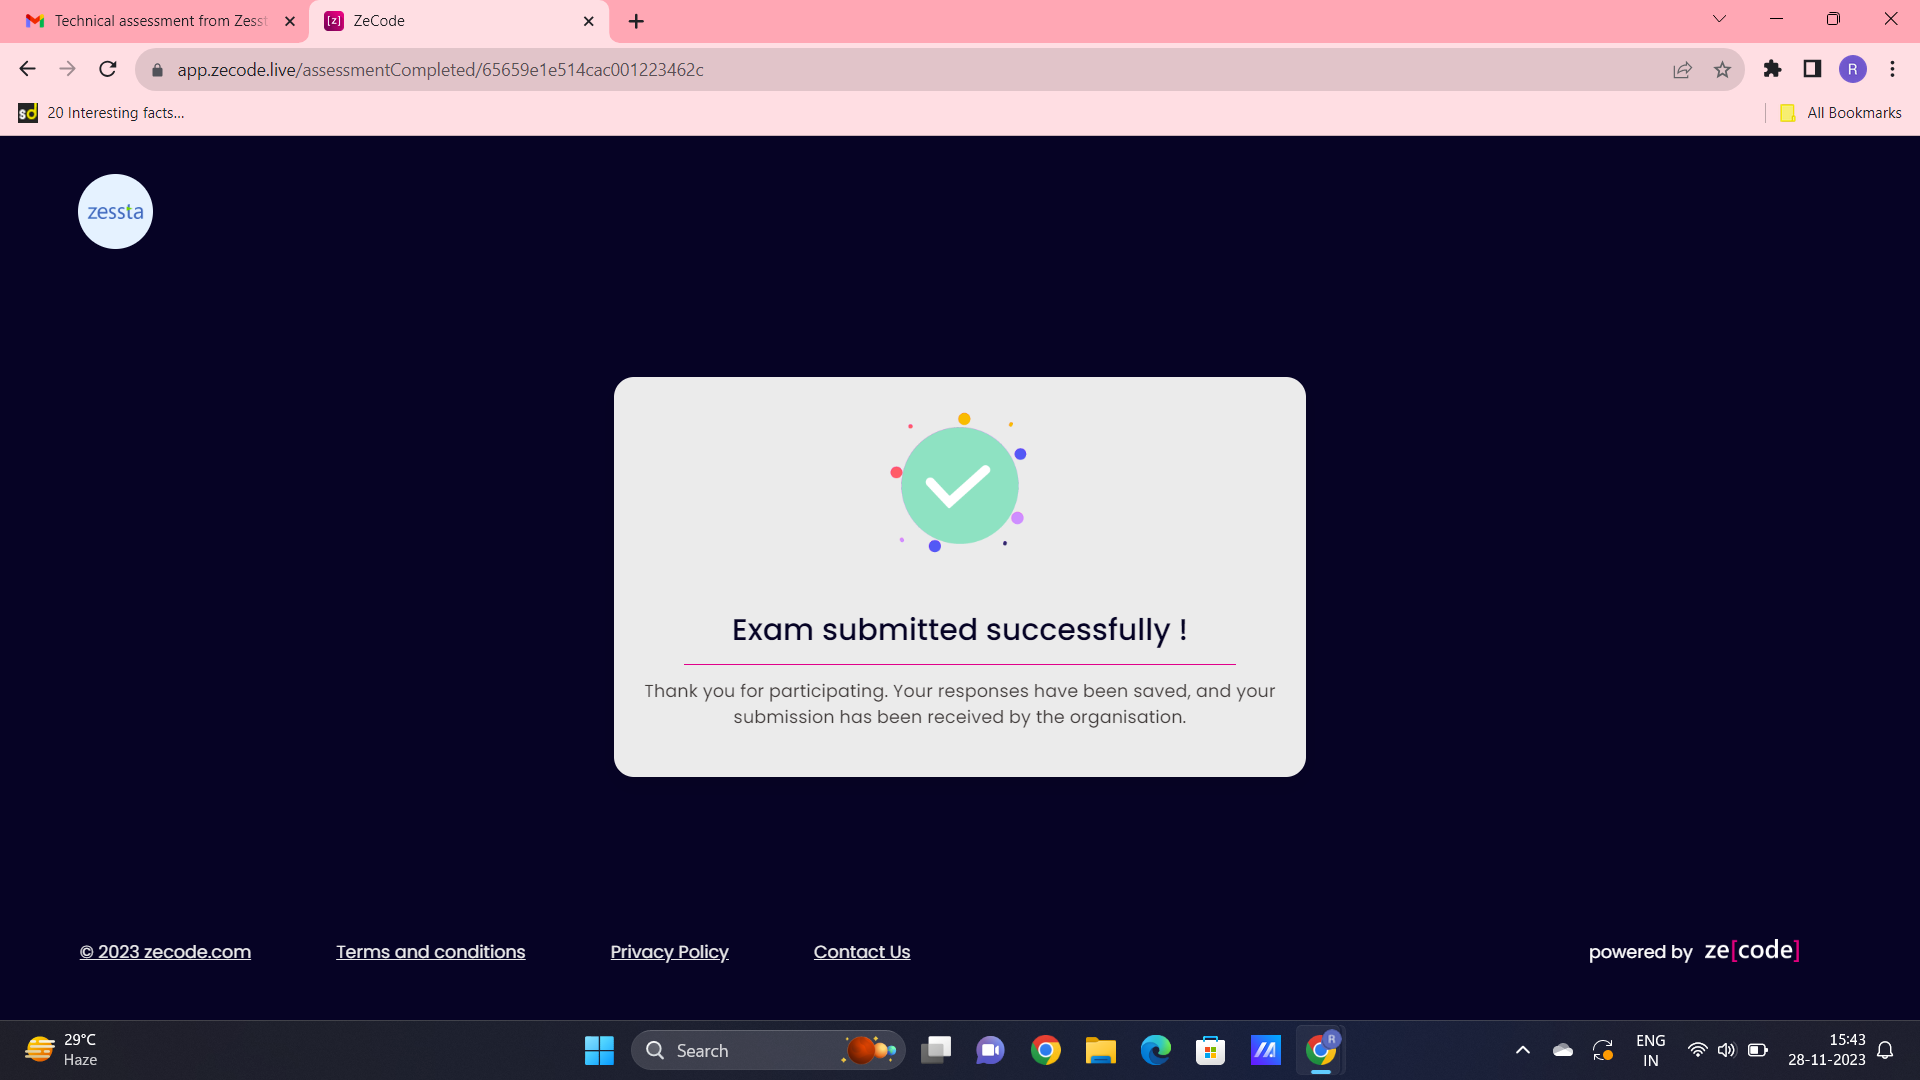 Technical assessment from Zesst
[z] ZeCode
app.zecode.live/assessmentCompleted/65659e1e514cac001223462c
R
sd 20 Interesting facts...
All Bookmarks
zessta
Exam submitted successfully !
Thank you for participating. Your responses have been saved, and your
submission has been received by the organisation.
© 2023 zecode.com Terms and conditions Privacy Policy Contact Us
powered by ze[code]
29°C
Haze
Search
R
ENG
IN
15:43
28-11-2023